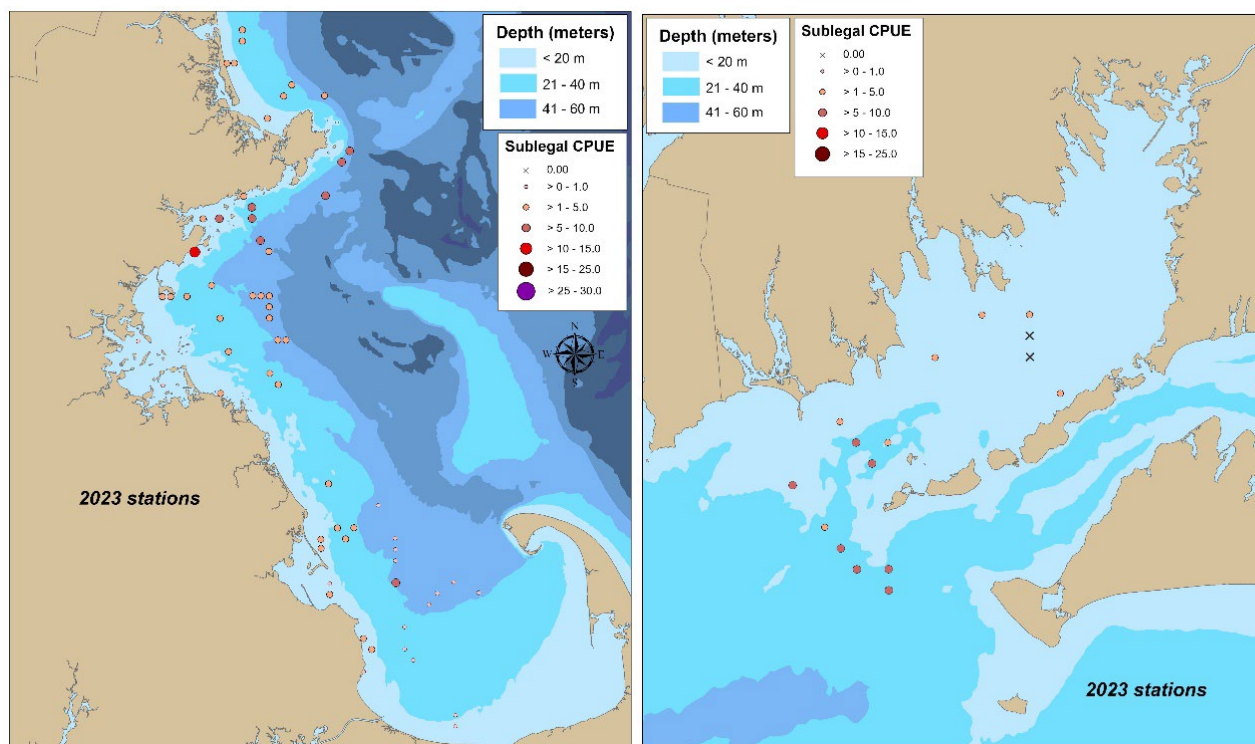 Depth (meters)
< 20 m
21 - 40 m
41 - 60 m
Sublegal CPUE
0.00
> 0 - 1.0
> 1 - 5.0
> 5 - 10.0
> 10 - 15.0
> 15 - 25.0
> 25 - 30.0
N
W E
S
2023 stations
Depth (meters)
< 20 m
21 - 40 m
41 - 60 m
Sublegal CPUE
0.00
> 0 - 1.0
> 1 - 5.0
> 5 - 10.0
> 10 - 15.0
> 15 - 25.0
2023 stations